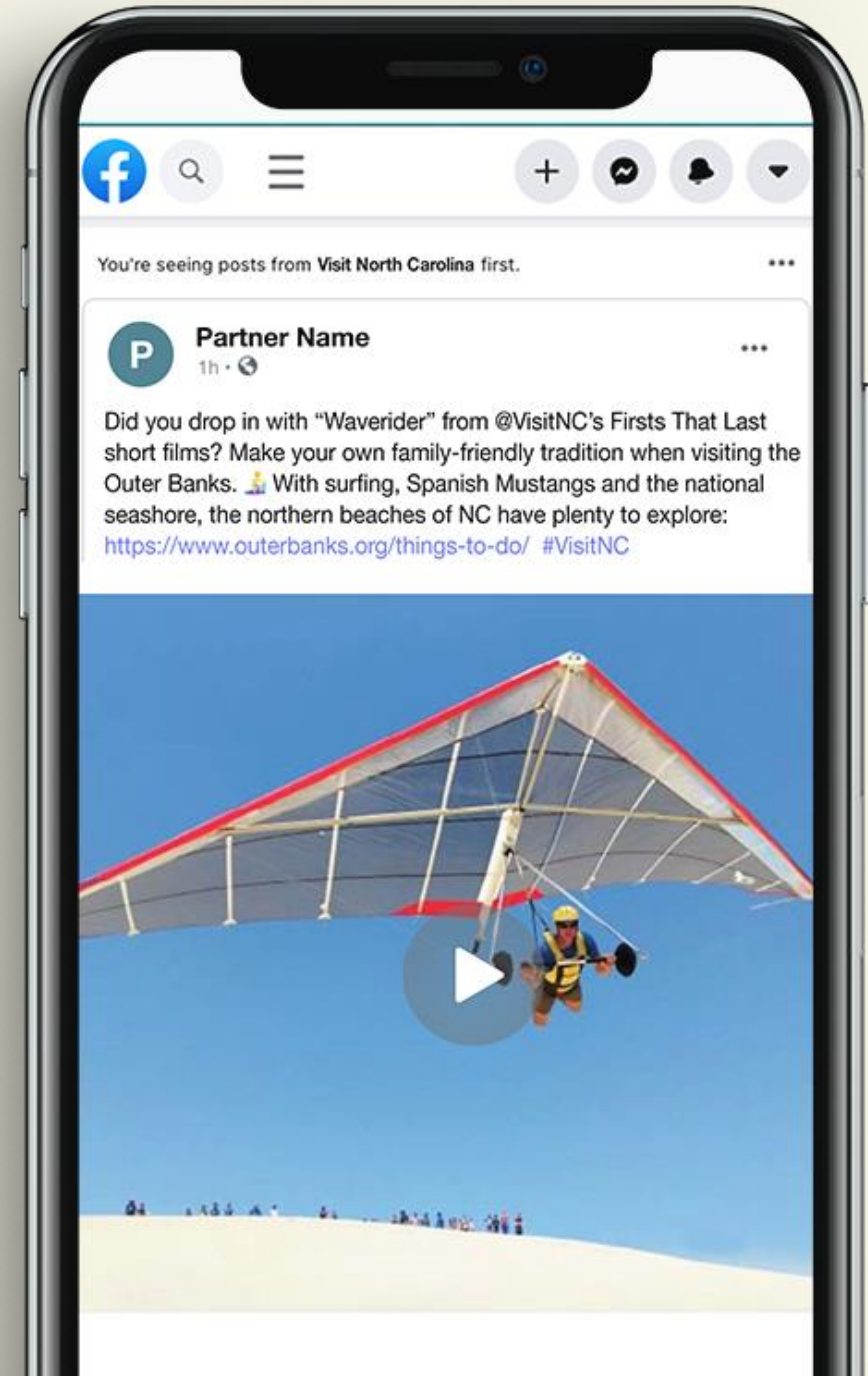 You're seeing posts from Visit North Carolina first.
P
Partner Name
1h ·
Did you drop in with “Waverider” from @VisitNC’s Firsts That Last
short films? Make your own family-friendly tradition when visiting the
Outer Banks. 🏄 With surfing, Spanish Mustangs and the national
seashore, the northern beaches of NC have plenty to explore:
https://www.outerbanks.org/things-to-do/ #VisitNC